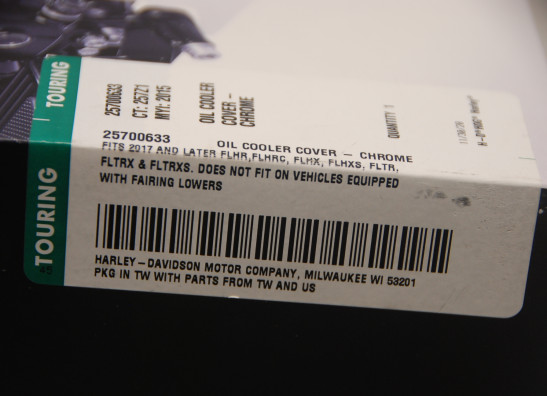 TOURING
25700633
CT: 25721
MYI: 2015
OIL COOLER
COVER –
CHROME
QUANTITY 1
25700633
OIL COOLER COVER – CHROME
FITS 2017 AND LATER FLHR,FLHRC, FLHX, FLHXS, FLTR,
FLTRX & FLTRXS. DOES NOT FIT ON VEHICLES EQUIPPED
WITH FAIRING LOWERS
TOURING
HARLEY – DAVIDSON MOTOR COMPANY, MILWAUKEE WI 53201
PKG IN TW WITH PARTS FROM TW AND US